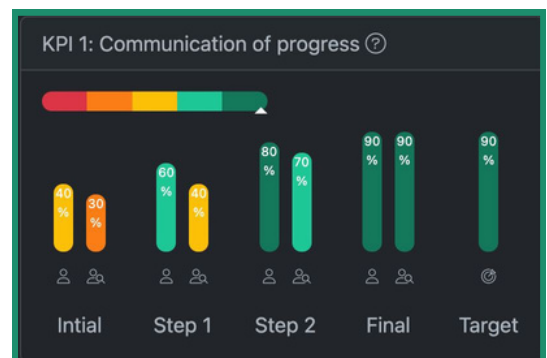 KPI 1: Communication of progress ?
40 % 30 % 60 % 40 % 80 % 70 % 90 % 90 % 90 %
Intial Step 1 Step 2 Final Target